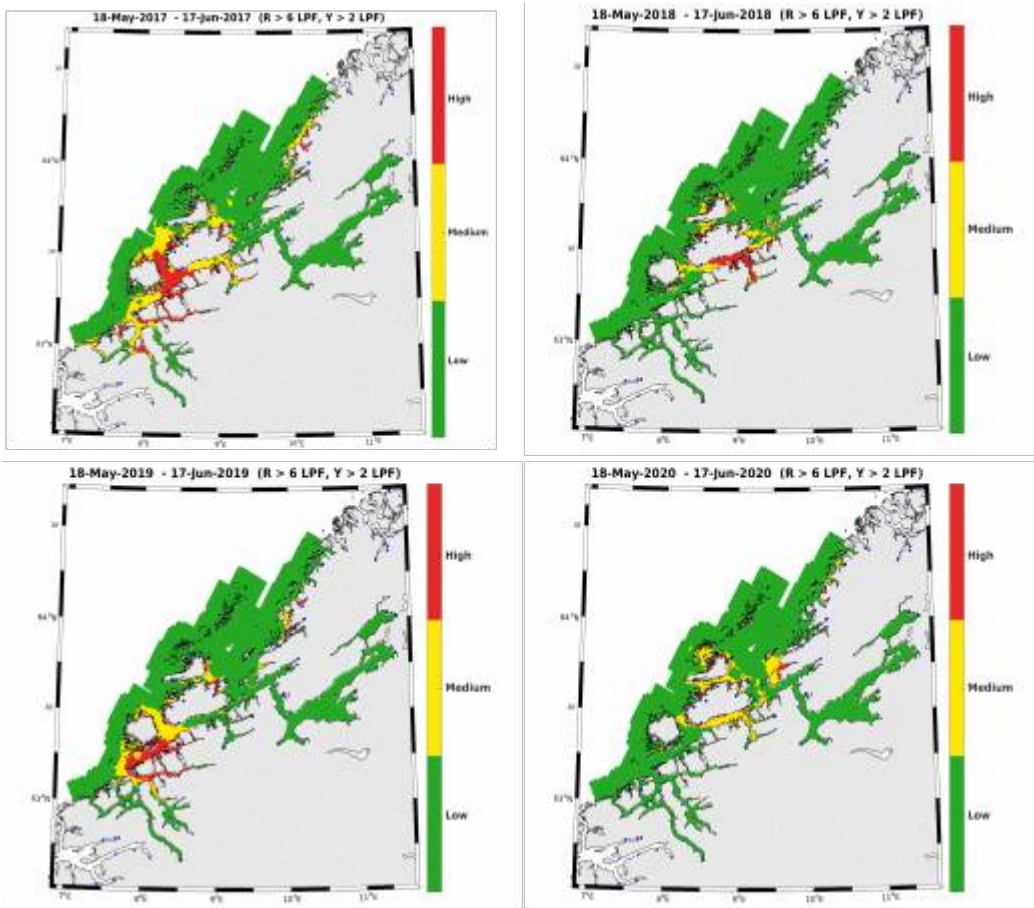 18-May-2017 - 17-Jun-2017 (R > 6 LPF, Y > 2 LPF)
High
Medium
Low
7°E
8°E
9°E
10°E
11°E
18-May-2018 - 17-Jun-2018 (R > 6 LPF, Y > 2 LPF)
High
Medium
Low
7°E
8°E
9°E
10°E
11°E
18-May-2019 - 17-Jun-2019 (R > 6 LPF, Y > 2 LPF)
High
Medium
Low
7°E
8°E
9°E
10°E
11°E
18-May-2020 - 17-Jun-2020 (R > 6 LPF, Y > 2 LPF)
High
Medium
Low
7°E
8°E
9°E
10°E
11°E